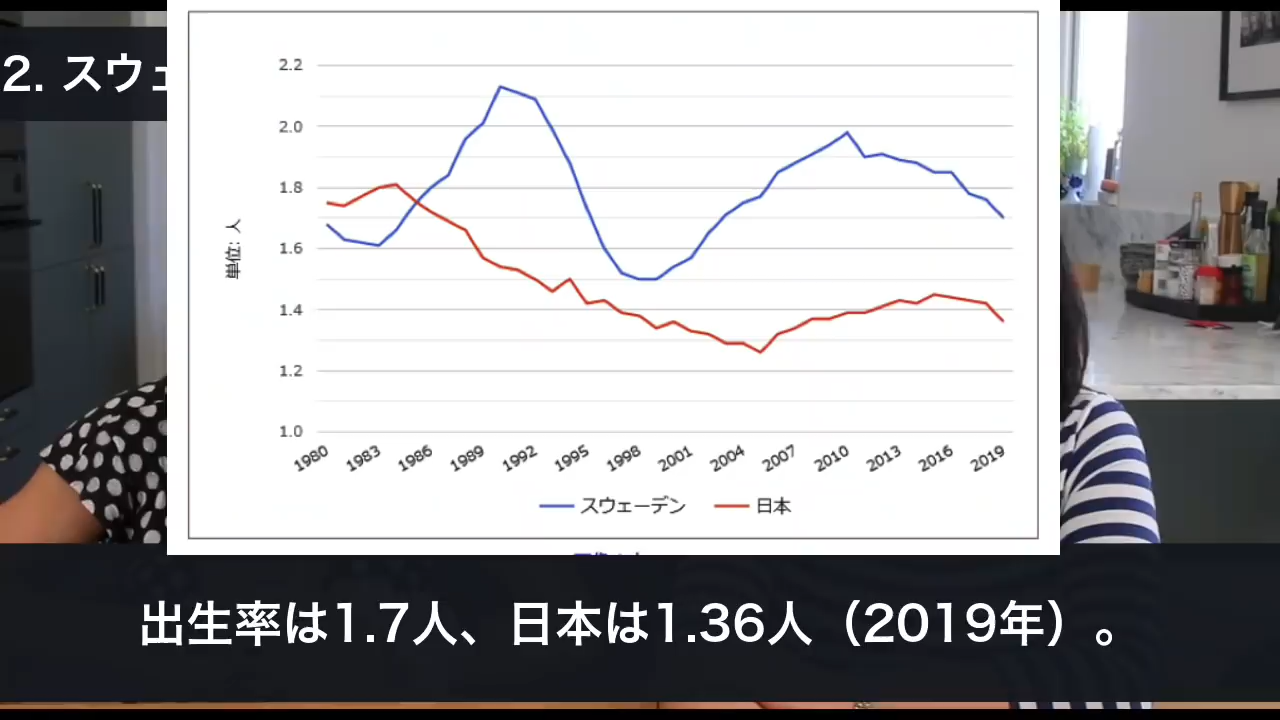 2. スウェ
2.2
2.0
1.8
1.6
1.4
1.2
1.0
単位: 人
1980 1983 1986 1989 1992 1995 1998 2001 2004 2007 2010 2013 2016 2019
スウェーデン 日本
出生率は1.7人、日本は1.36人（2019年）。